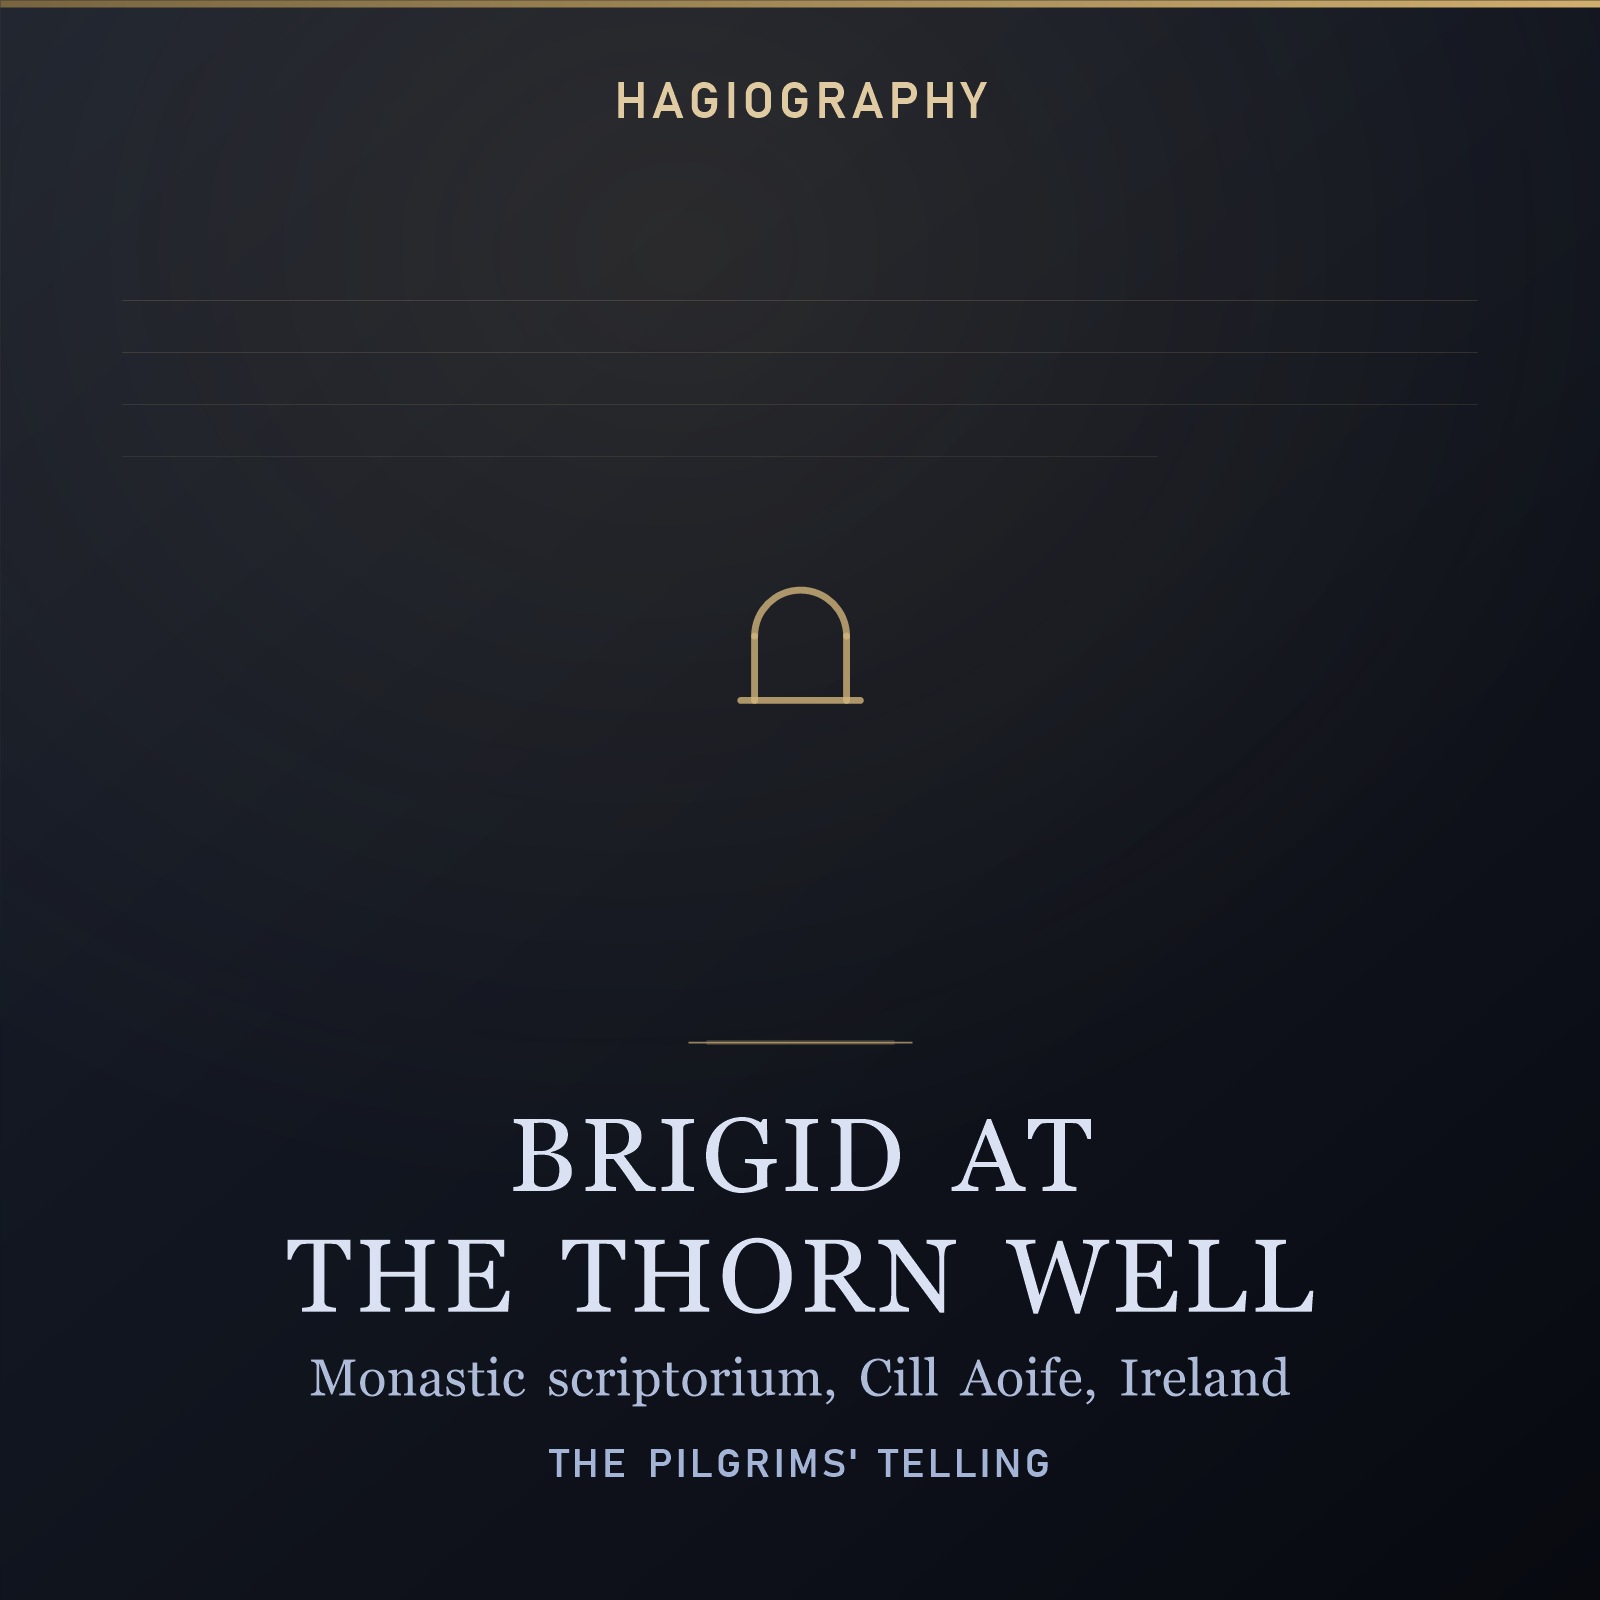 HAGIOGRAPHY
BRIGID AT
THE THORN WELL
Monastic scriptorium, Cill Aoife, Ireland
THE PILGRIMS' TELLING